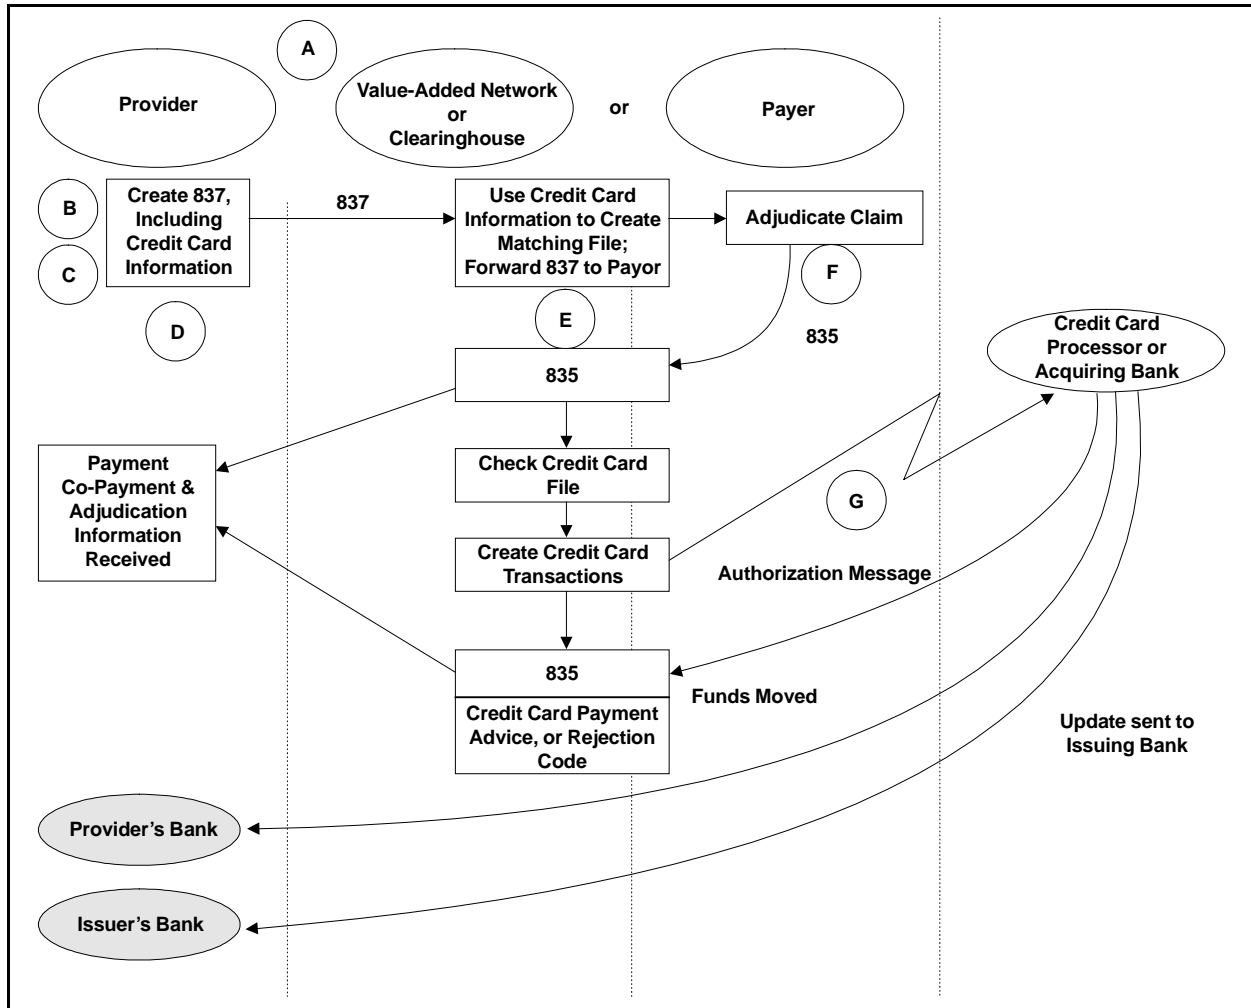 A
Provider
Value-Added Network
or
Clearinghouse
or
Payer
B
C
Create 837,
Including
Credit Card
Information
837
Use Credit Card
Information to Create
Matching File;
Forward 837 to Payor
Adjudicate Claim
D
E
F
835
835
Credit Card
Processor or
Acquiring Bank
Payment
Co-Payment &
Adjudication
Information
Received
Check Credit Card
File
G
Create Credit Card
Transactions
Authorization Message
835
Funds Moved
Credit Card Payment
Advice, or Rejection
Code
Update sent to
Issuing Bank
Provider’s Bank
Issuer’s Bank